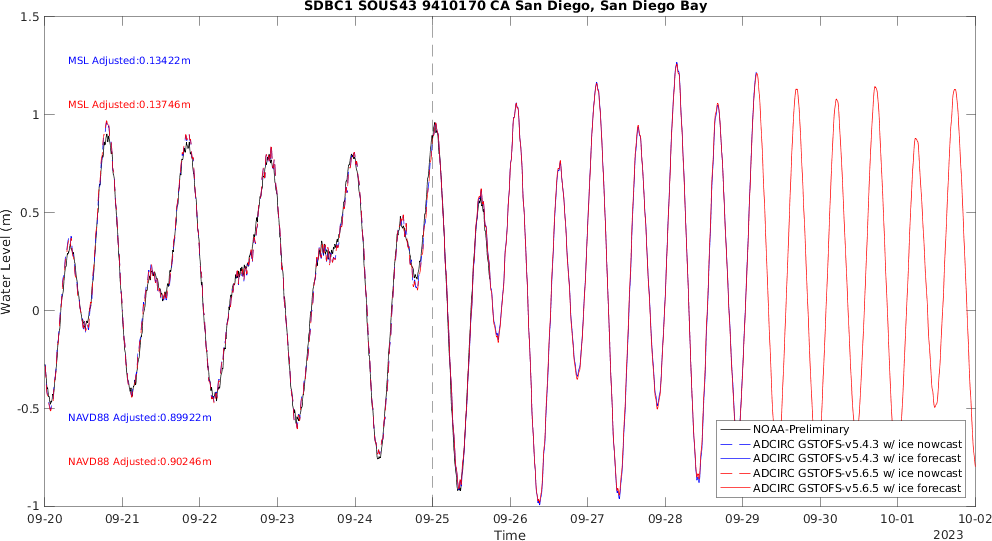 SDBC1 SOUS43 9410170 CA San Diego, San Diego Bay
1.5
MSL Adjusted:0.13422m
MSL Adjusted:0.13746m
1
0.5
Water Level (m)
0
-0.5
NAVD88 Adjusted:0.89922m
NAVD88 Adjusted:0.90246m
NOAA-Preliminary
ADCIRC GSTOFS-v5.4.3 w/ ice nowcast
ADCIRC GSTOFS-v5.4.3 w/ ice forecast
ADCIRC GSTOFS-v5.6.5 w/ ice nowcast
ADCIRC GSTOFS-v5.6.5 w/ ice forecast
-1
09-20 09-21 09-22 09-23 09-24 09-25 09-26 09-27 09-28 09-29 09-30 10-01 10-02
Time
2023